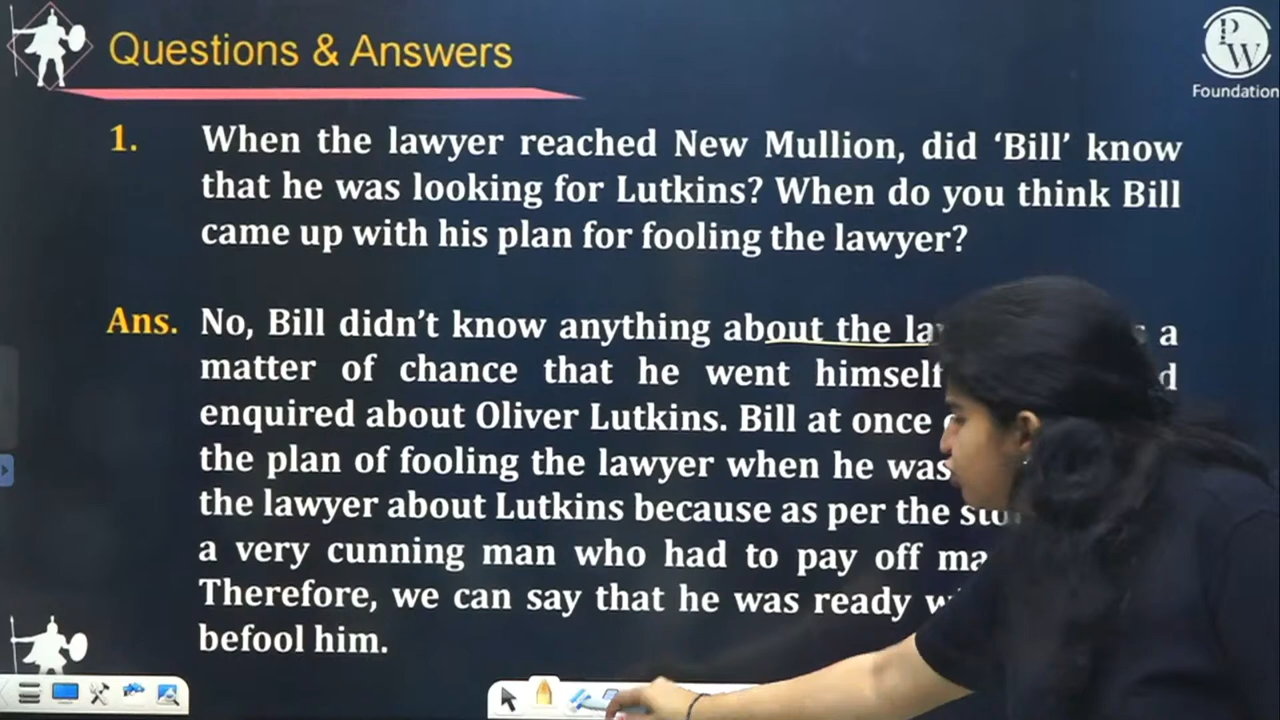 Questions & Answers
PW
Foundation
1. When the lawyer reached New Mullion, did ‘Bill’ know
that he was looking for Lutkins? When do you think Bill
came up with his plan for fooling the lawyer?
Ans. No, Bill didn’t know anything about the a
matter of chance that he went himself
enquired about Oliver Lutkins. Bill at once
the plan of fooling the lawyer when he was
the lawyer about Lutkins because as per the
a very cunning man who had to pay off
Therefore, we can say that he was ready
befool him.